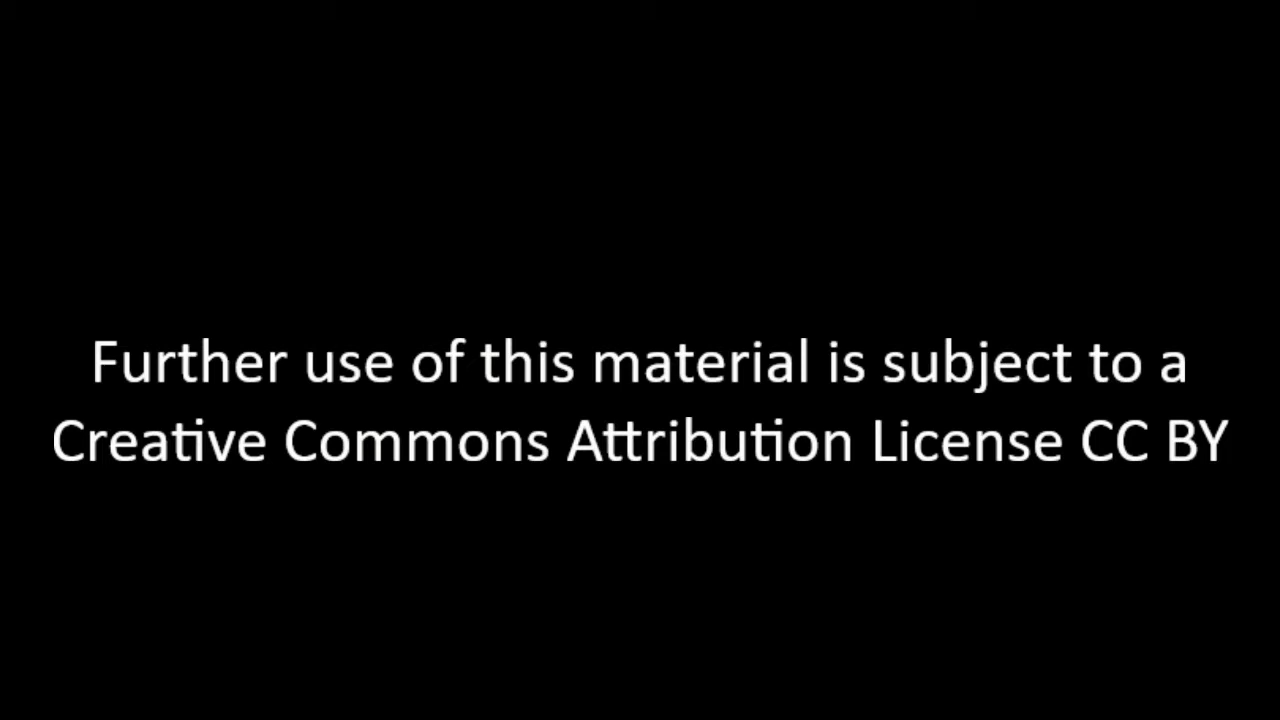 Further use of this material is subject to a
Creative Commons Attribution License CC BY